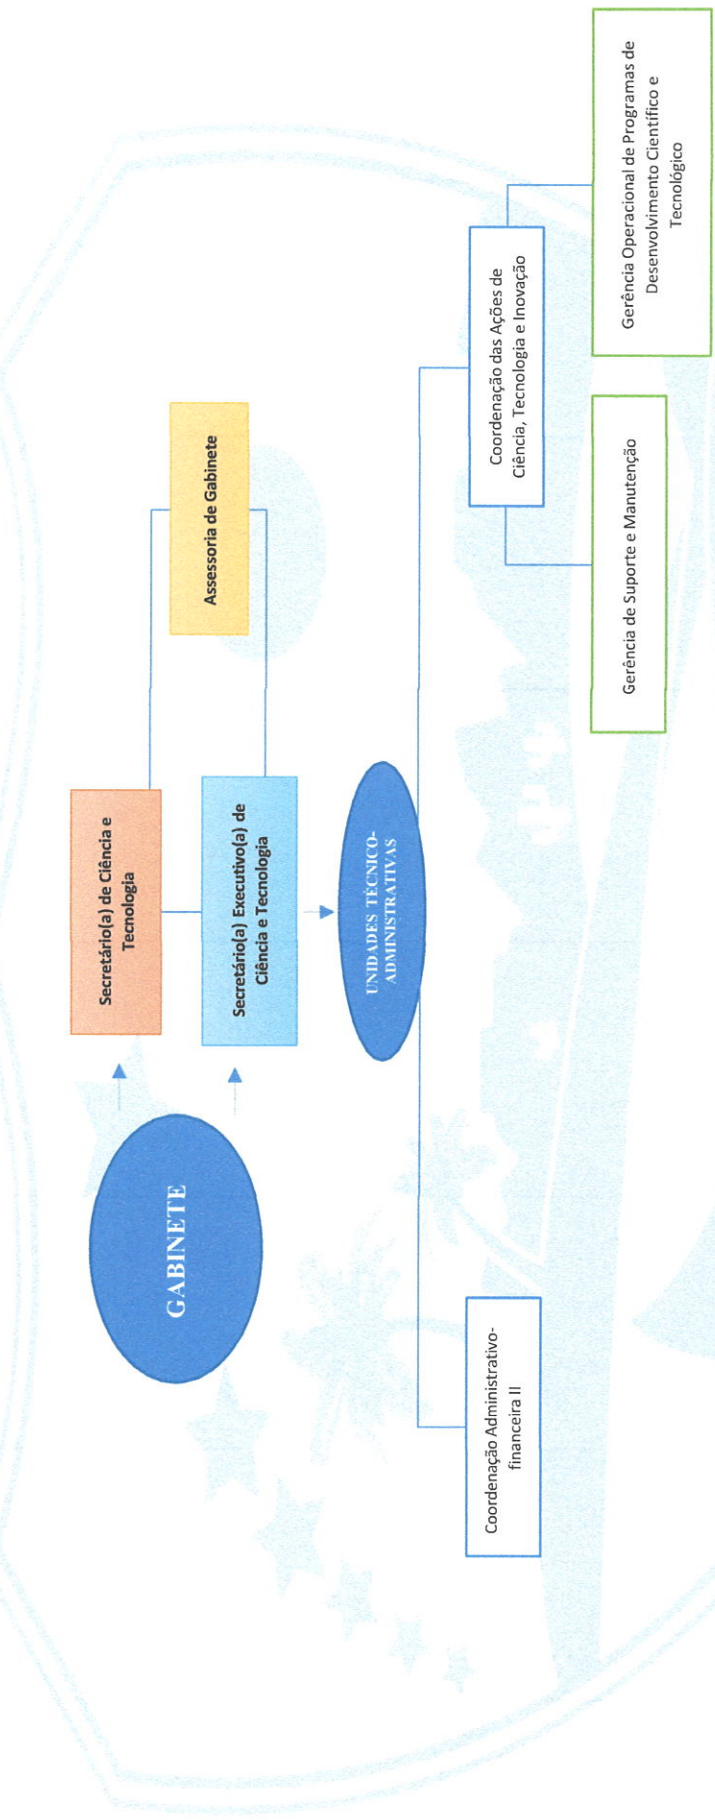 GABINETE
Secretário(a) de Ciência e
Tecnologia
Secretário(a) Executivo(a) de
Ciência e Tecnologia
Assessoria de Gabinete
UNIDADES TÉCNICO-
ADMINISTRATIVAS
Coordenação Administrativo-
financeira II
Coordenação das Ações de
Ciência, Tecnologia e Inovação
Gerência de Suporte e Manutenção
Gerência Operacional de Programas de
Desenvolvimento Científico e
Tecnológico